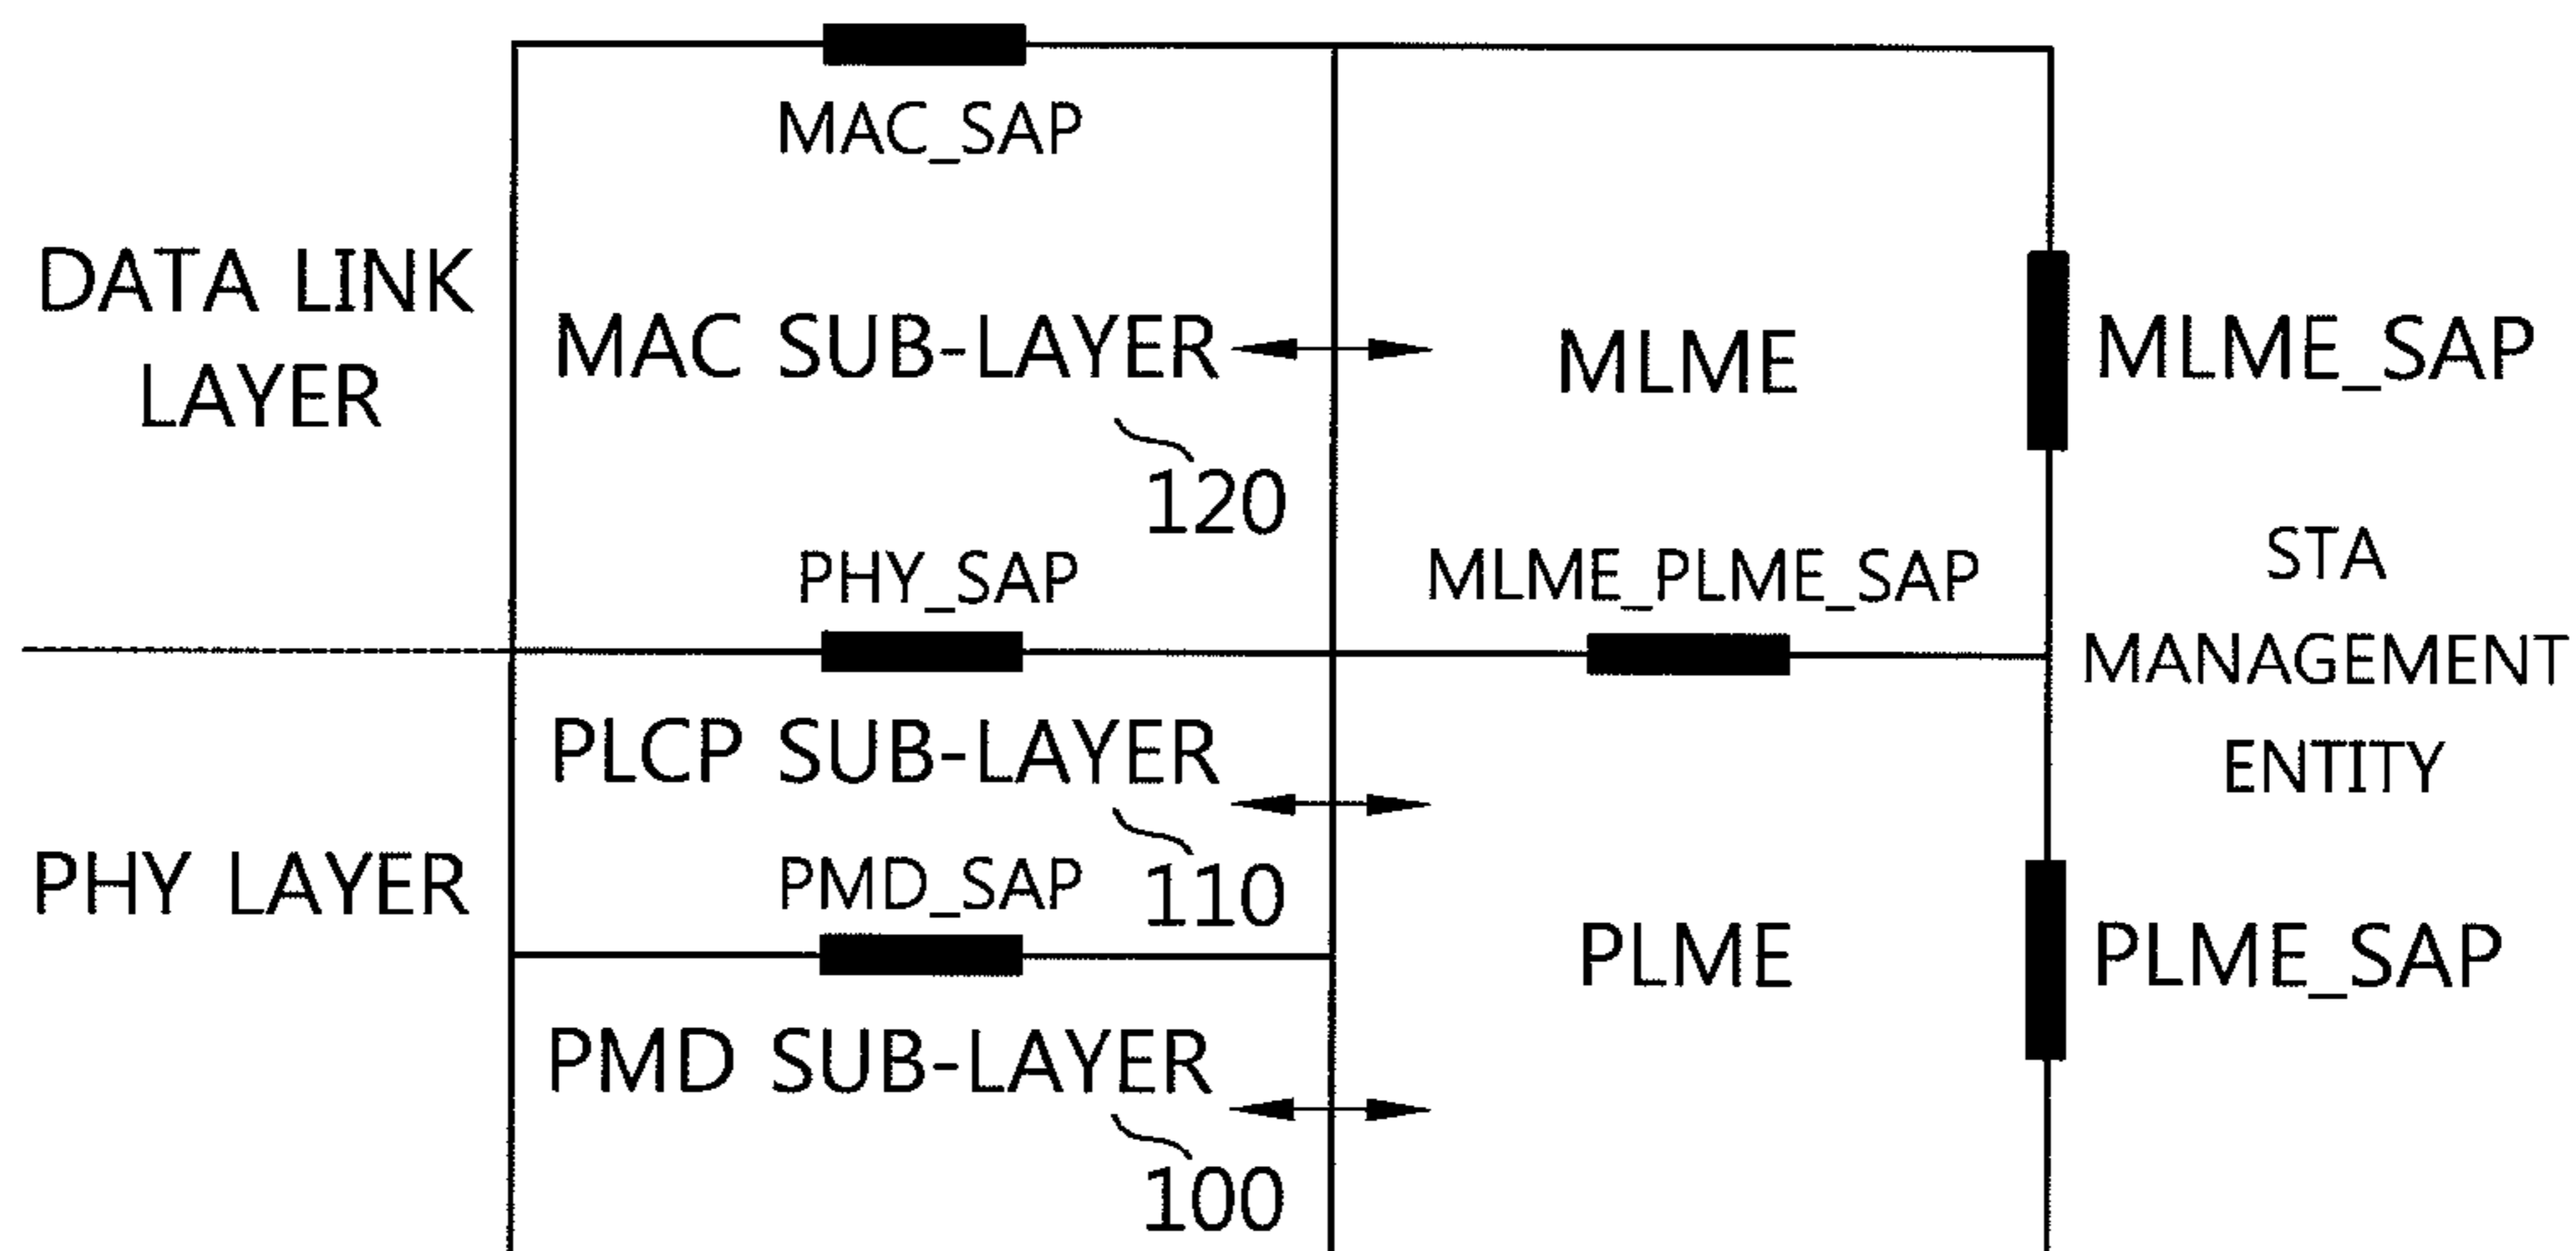 MAC_SAP
DATA LINK
LAYER
MAC SUB-LAYER
MLME
MLME_SAP
120
PHY_SAP
MLME_PLME_SAP
STA
MANAGEMENT
ENTITY
PLCP SUB-LAYER
110
PHY LAYER
PMD_SAP
PLME
PLME_SAP
PMD SUB-LAYER
100